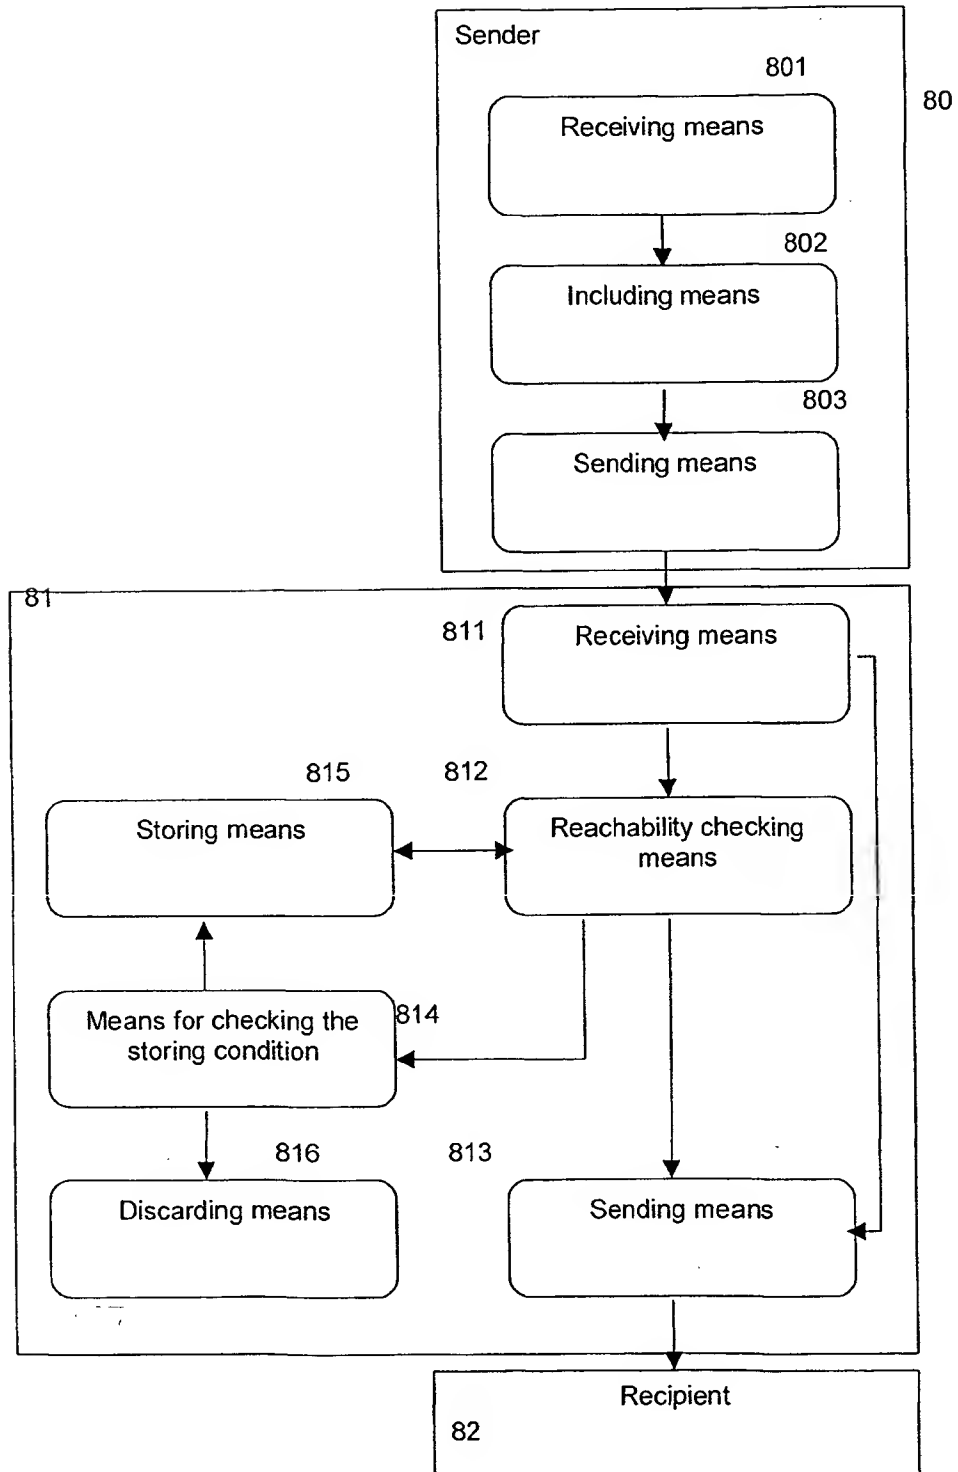 Sender
801
80
Receiving means
802
Including means
803
Sending means
81
811
Receiving means
815
812
Storing means
Reachability checking
means
Means for checking the
storing condition
814
816
813
Discarding means
Sending means
Recipient
82